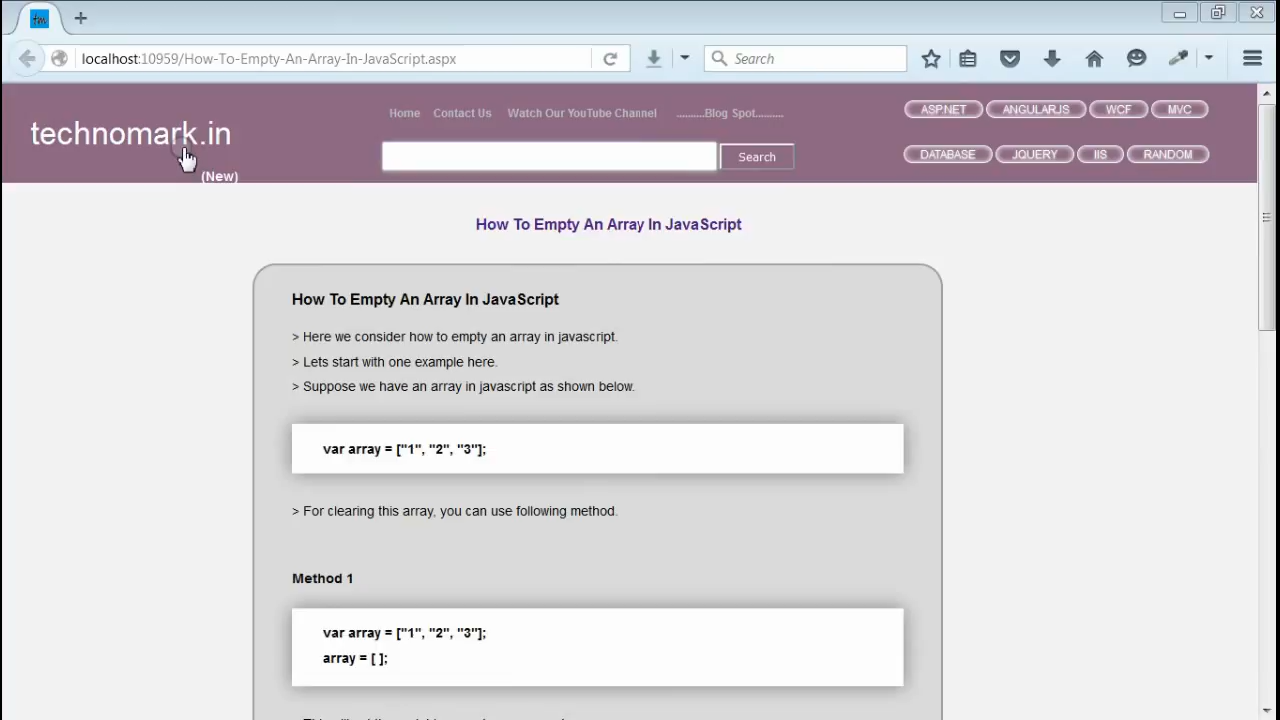 tm
localhost:10959/How-To-Empty-An-Array-In-JavaScript.aspx
Search
technomark.in
(New)
Home Contact Us Watch Our YouTube Channel ..........Blog Spot..........
Search
ASP.NET ANGULARJS WCF MVC
DATABASE JQUERY IIS RANDOM
How To Empty An Array In JavaScript
How To Empty An Array In JavaScript
> Here we consider how to empty an array in javascript.
> Lets start with one example here.
> Suppose we have an array in javascript as shown below.
var array = ["1", "2", "3"];
> For clearing this array, you can use following method.
Method 1
var array = ["1", "2", "3"];
array = [ ];